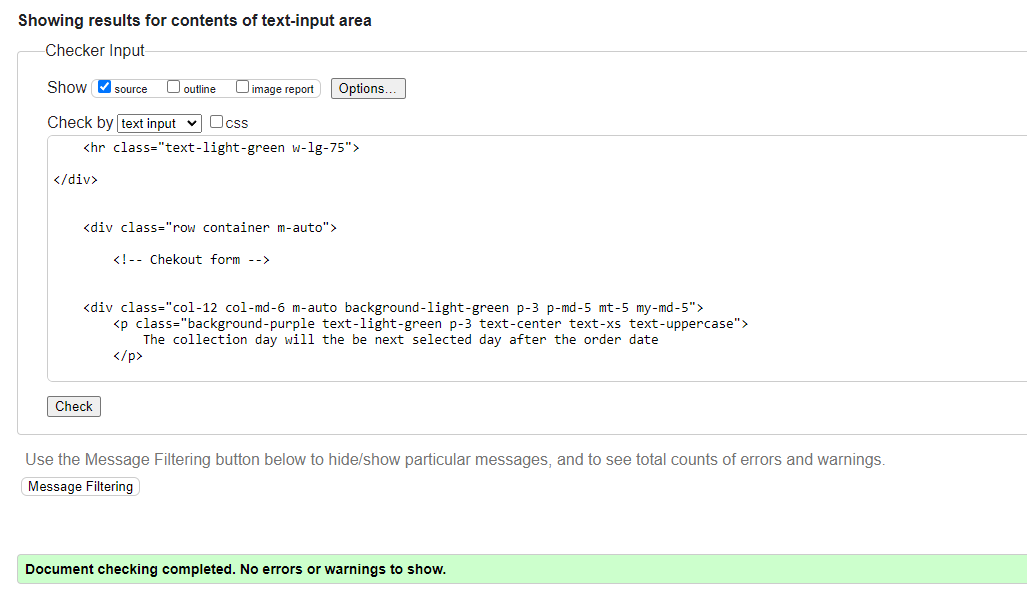 Showing results for contents of text-input area
Checker Input
Show source outline image report Options...
Check by text input css
<hr class="text-light-green w-lg-75">
</div>
<div class="row container m-auto">
<!-- Chekout form -->
<div class="col-12 col-md-6 m-auto background-light-green p-3 p-md-5 mt-5 my-md-5">
<p class="background-purple text-light-green p-3 text-center text-xs text-uppercase">
The collection day will the be next selected day after the order date
</p>
Check
Use the Message Filtering button below to hide/show particular messages, and to see total counts of errors and warnings.
Message Filtering
Document checking completed. No errors or warnings to show.